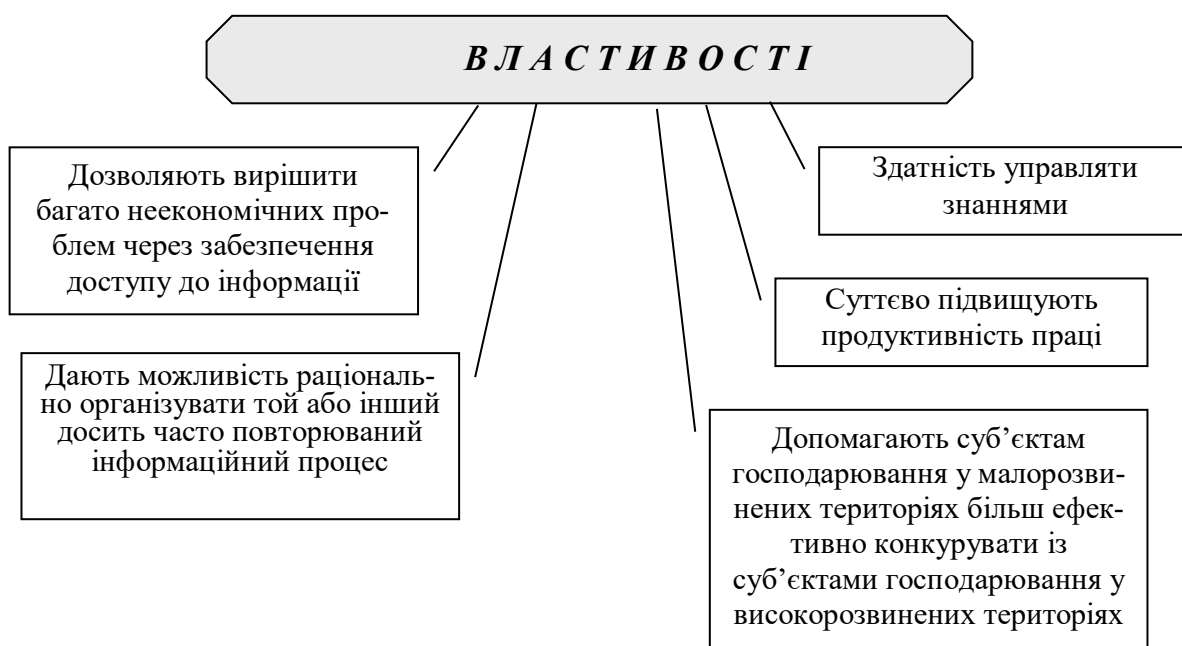 В Л А С Т И В О С Т І
Дозволяють вирішити
багато неекономічних про-
блем через забезпечення
доступу до інформації
Дають можливість раціональ-
но організувати той або інший
досить часто повторюваний
інформаційний процес
Здатність управляти
знаннями
Суттєво підвищують
продуктивність праці
Допомагають суб’єктам
господарювання у малорозви-
нених територіях більш ефек-
тивно конкурувати із
суб’єктами господарювання у
високорозвинених територіях